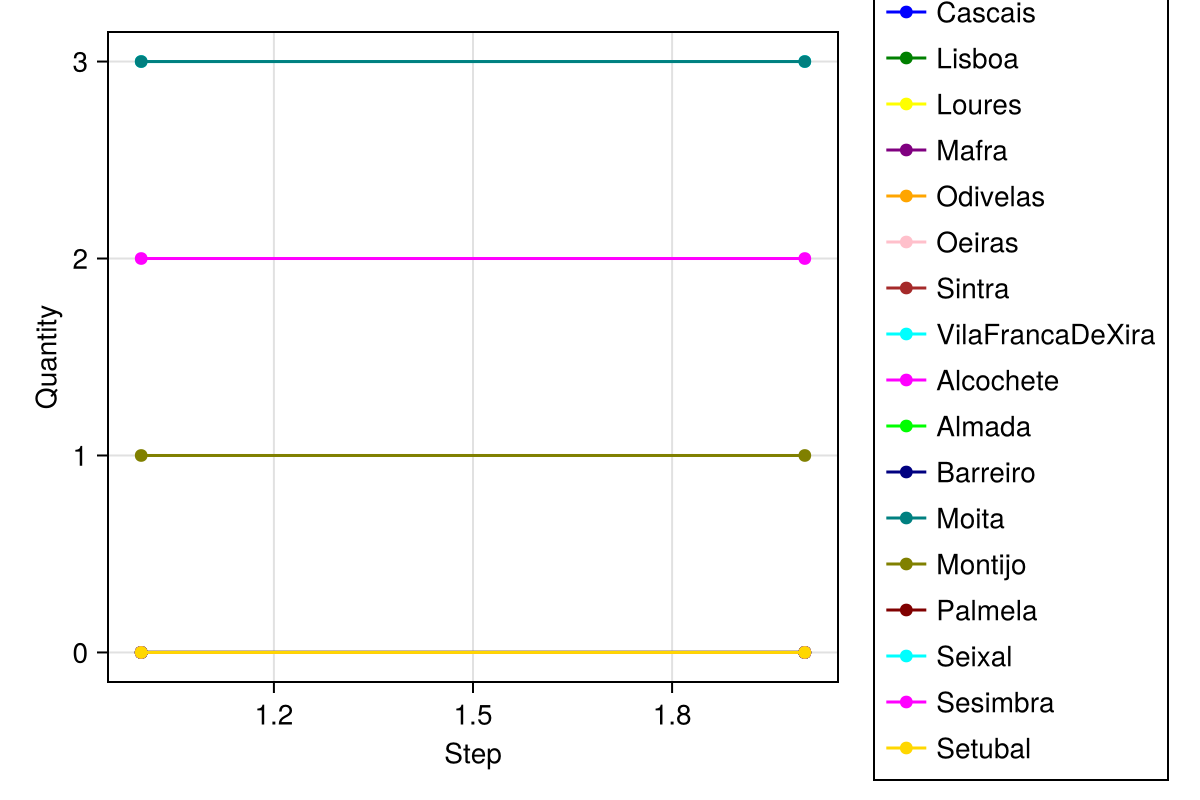 3
2
1
0
Quantity
1.2
1.5
1.8
Step
Cascais
Lisboa
Loures
Mafra
Odivelas
Oeiras
Sintra
VilaFrancaDeXira
Alcochete
Almada
Barreiro
Moita
Montijo
Palmela
Seixal
Sesimbra
Setubal